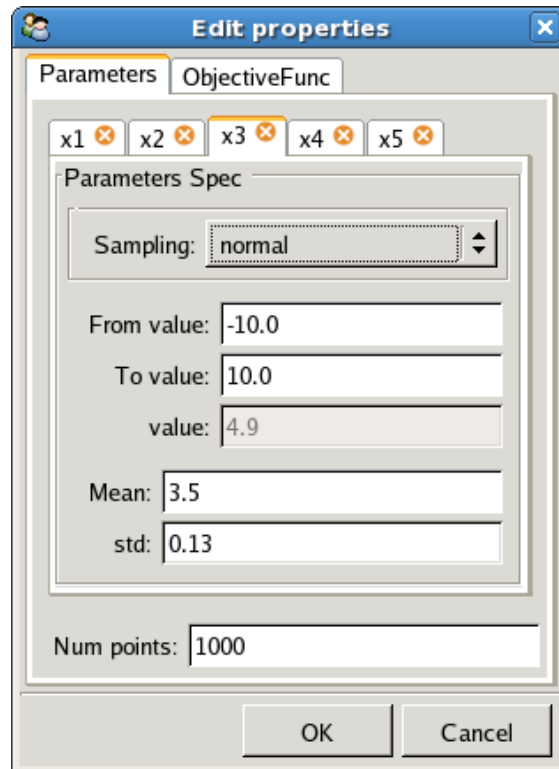 Edit properties
Parameters ObjectiveFunc
x1 x2 x3 x4 x5
Parameters Spec
Sampling: normal
From value: -10.0
To value: 10.0
value: 4.9
Mean: 3.5
std: 0.13
Num points: 1000
OK Cancel